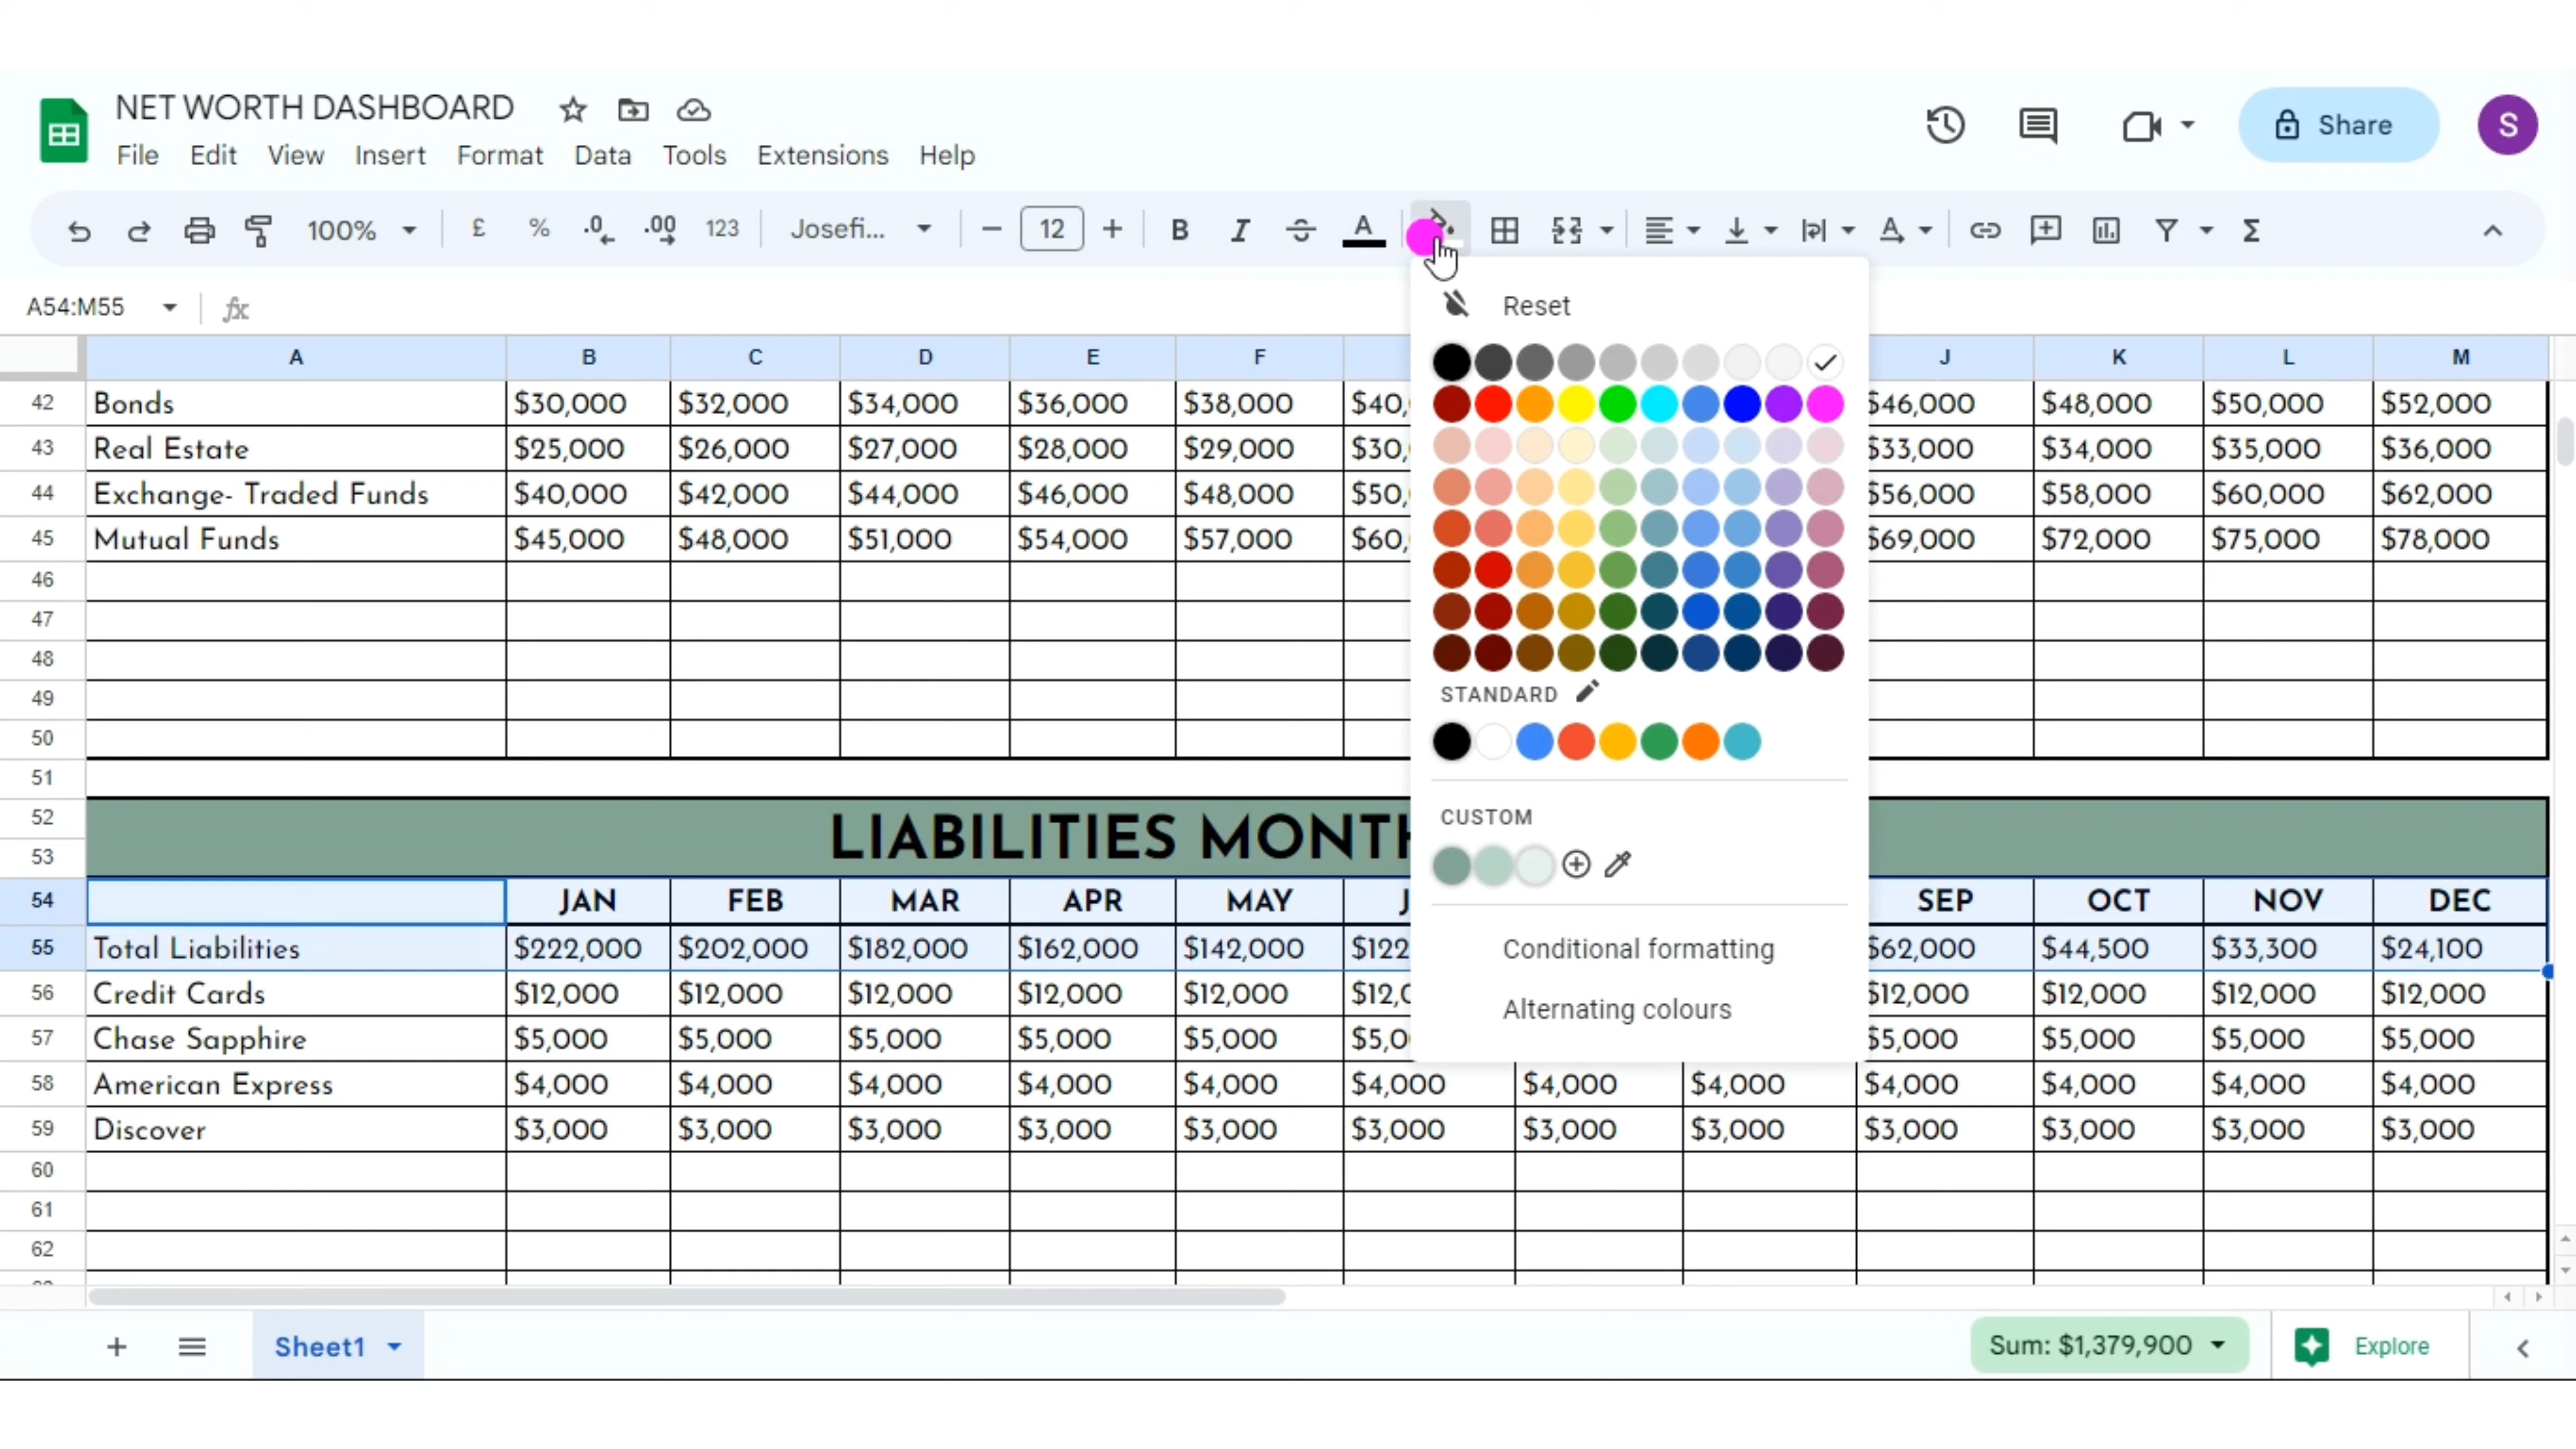 NET WORTH DASHBOARD
File Edit View Insert Format Data Tools Extensions Help
Share
S
100% £ % .0 .00 123 Josefi... 12 B I A Σ
A54:M55 fx
Reset
A B C D E F J K L M
42 Bonds $30,000 $32,000 $34,000 $36,000 $38,000 $40, $46,000 $48,000 $50,000 $52,000
43 Real Estate $25,000 $26,000 $27,000 $28,000 $29,000 $30, $33,000 $34,000 $35,000 $36,000
44 Exchange- Traded Funds $40,000 $42,000 $44,000 $46,000 $48,000 $50, $56,000 $58,000 $60,000 $62,000
45 Mutual Funds $45,000 $48,000 $51,000 $54,000 $57,000 $60, $69,000 $72,000 $75,000 $78,000
46
47
48
49
50
51
STANDARD
CUSTOM
52
53
LIABILITIES MONTH
54 JAN FEB MAR APR MAY J SEP OCT NOV DEC
55 Total Liabilities $222,000 $202,000 $182,000 $162,000 $142,000 $122 $62,000 $44,500 $33,300 $24,100
Conditional formatting
56 Credit Cards $12,000 $12,000 $12,000 $12,000 $12,000 $12,0 $12,000 $12,000 $12,000 $12,000
Alternating colours
57 Chase Sapphire $5,000 $5,000 $5,000 $5,000 $5,000 $5,0 $5,000 $5,000 $5,000 $5,000
58 American Express $4,000 $4,000 $4,000 $4,000 $4,000 $4,000 $4,000 $4,000 $4,000 $4,000 $4,000 $4,000
59 Discover $3,000 $3,000 $3,000 $3,000 $3,000 $3,000 $3,000 $3,000 $3,000 $3,000 $3,000 $3,000
60
61
62
Sheet1
Sum: $1,379,900
Explore